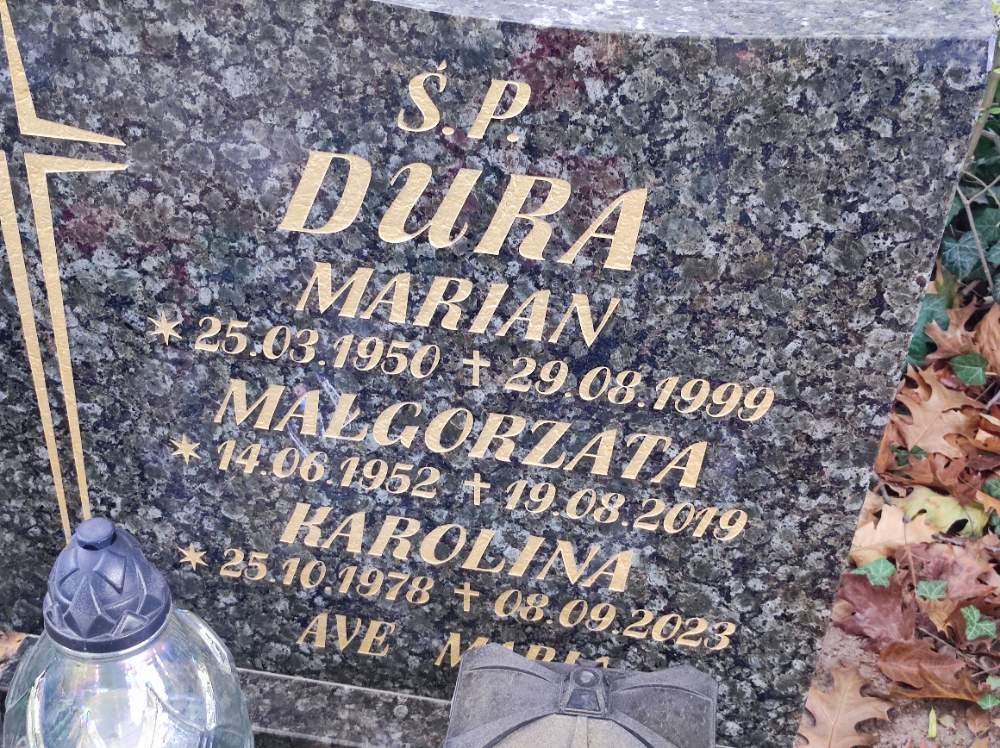 Ś.P.
DURA
MARIAN
25.03.1950 ✝ 29.08.1999
MAŁGORZATA
14.06.1952 ✝ 19.08.2019
KAROLINA
25.10.1978 ✝ 08.09.2023
AVE MARIA